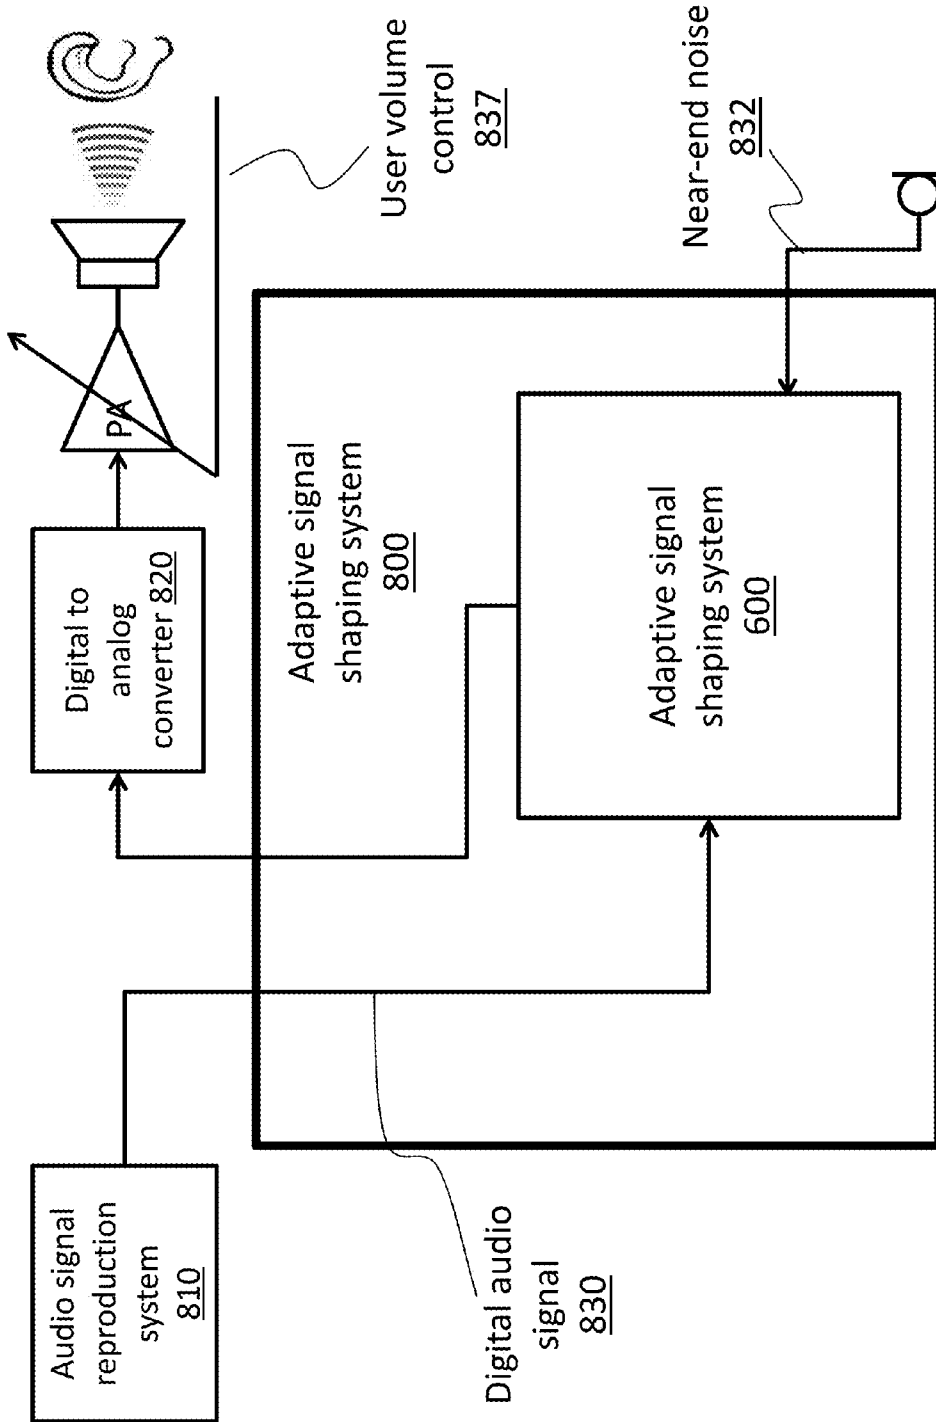 Audio signal
reproduction
system
810
Digital to
analog
converter 820
PA
User volume
control
837
Adaptive signal
shaping system
800
Adaptive signal
shaping system
600
Near-end noise
832
Digital audio
signal
830